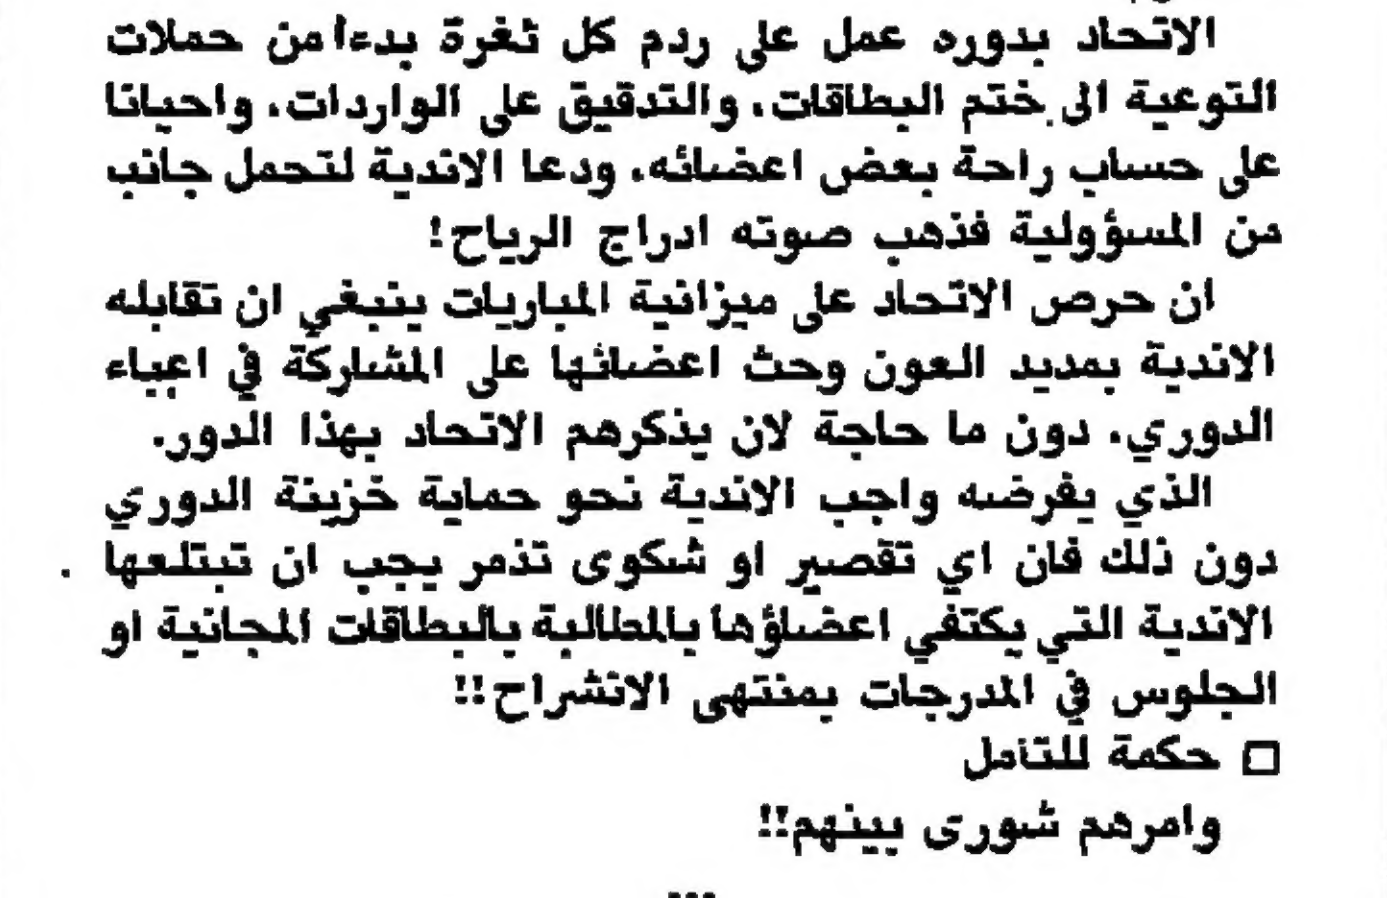 الاتحاد بدوره عمل على ردم كل ثغرة بدءا من حملات
التوعية الى ختم البطاقات، والتدقيق على الواردات، واحيانا
على حساب راحة بعض اعضائه، ودعا الاندية لتحمل جانب
من المسؤولية فذهب صوته ادراج الرياح!
ان حرص الاتحاد على ميزانية المباريات ينبغي ان تقابله
الاندية بمديد العون وحث اعضائها على المشاركة في اعباء
الدوري، دون ما حاجة لان يذكرهم الاتحاد بهذا الدور.
الذي يفرضه واجب الاندية نحو حماية خزينة الدوري
دون ذلك فان اي تقصير او شكوى تذمر يجب ان تبتلعها .
الاندية التي يكتفي اعضاؤها بالمطالبة بالبطاقات المجانية او
الجلوس في المدرجات بمنتهى الانشراح!!
□ حكمة للتأمل
وامرهم شورى بينهم!!